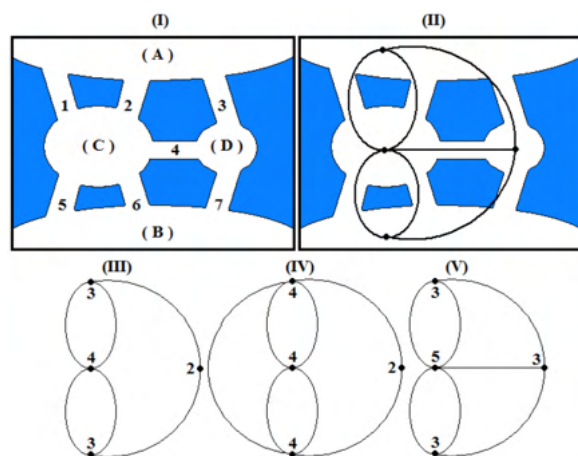 (I) (II)
( A )
1 2 3
( C ) 4 ( D )
5 6 7
( B )
(III) (IV) (V)
3 4 3
4 2 4 2 5 3
3 4 3